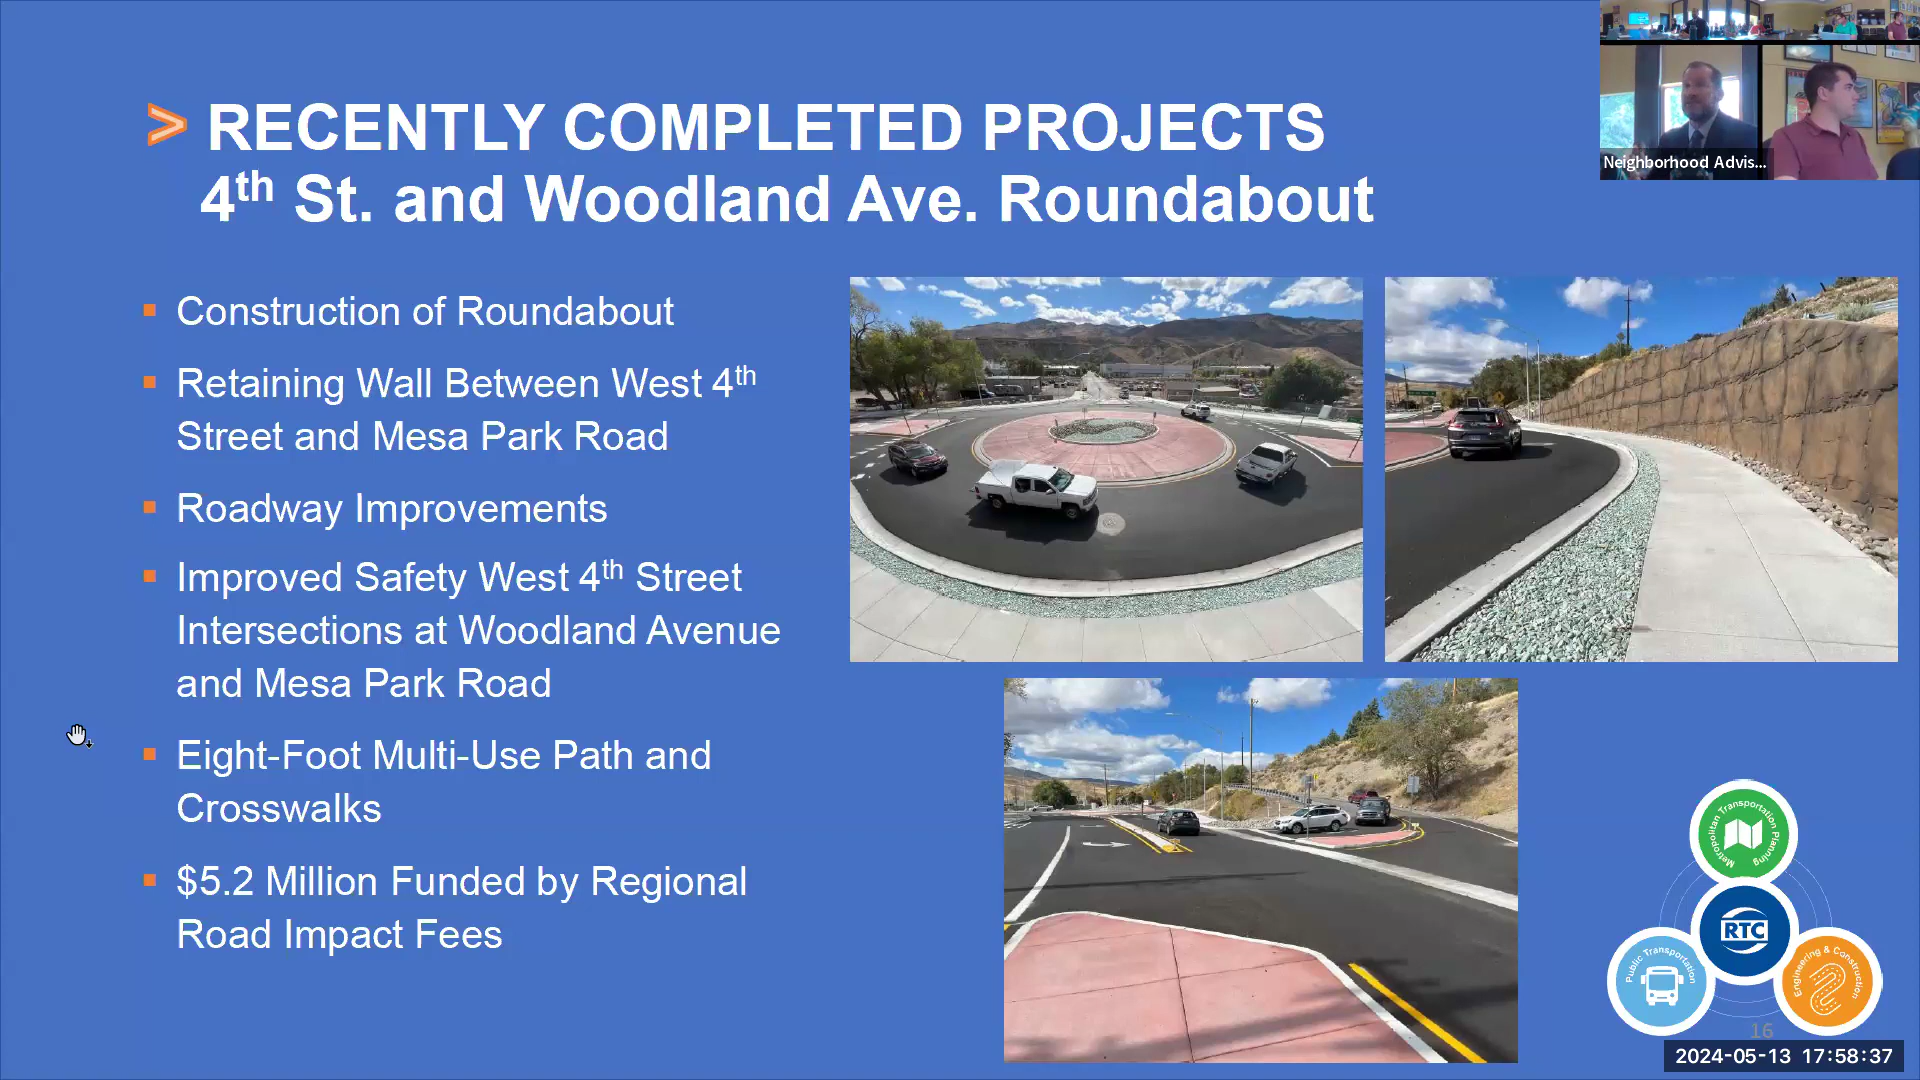 > RECENTLY COMPLETED PROJECTS
4th St. and Woodland Ave. Roundabout
Neighborhood Advis...
▪ Construction of Roundabout
▪ Retaining Wall Between West 4th
Street and Mesa Park Road
▪ Roadway Improvements
▪ Improved Safety West 4th Street
Intersections at Woodland Avenue
and Mesa Park Road
▪ Eight-Foot Multi-Use Path and
Crosswalks
▪ $5.2 Million Funded by Regional
Road Impact Fees
Metropolitan Transportation Planning
RTC
Public Transportation
Engineering & Construction
16
2024-05-13 17:58:37